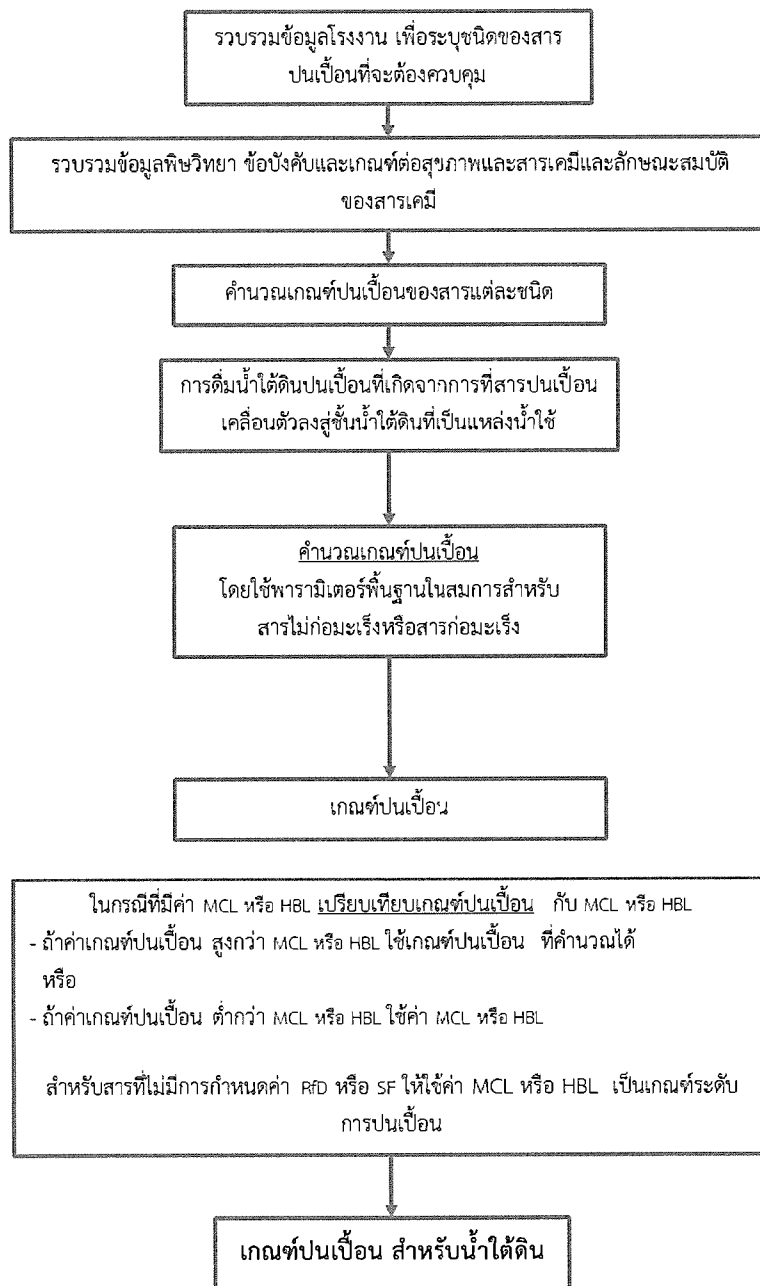 รวบรวมข้อมูลโรงงาน เพื่อระบุชนิดของสาร
ปนเปื้อนที่จะต้องควบคุม
รวบรวมข้อมูลพิษวิทยา ข้อบังคับและเกณฑ์ต่อสุขภาพและสารเคมีและลักษณะสมบัติ
ของสารเคมี
คำนวณเกณฑ์ปนเปื้อนของสารแต่ละชนิด
การดื่มน้ำใต้ดินปนเปื้อนที่เกิดจากการที่สารปนเปื้อน
เคลื่อนตัวลงสู่ชั้นน้ำใต้ดินที่เป็นแหล่งน้ำใช้
คำนวณเกณฑ์ปนเปื้อน
โดยใช้พารามิเตอร์พื้นฐานในสมการสำหรับ
สารไม่ก่อมะเร็งหรือสารก่อมะเร็ง
เกณฑ์ปนเปื้อน
ในกรณีที่มีค่า MCL หรือ HBL เปรียบเทียบเกณฑ์ปนเปื้อน กับ MCL หรือ HBL
- ถ้าค่าเกณฑ์ปนเปื้อน สูงกว่า MCL หรือ HBL ใช้เกณฑ์ปนเปื้อน ที่คำนวณได้
หรือ
- ถ้าค่าเกณฑ์ปนเปื้อน ต่ำกว่า MCL หรือ HBL ใช้ค่า MCL หรือ HBL
สำหรับสารที่ไม่มีการกำหนดค่า RfD หรือ SF ให้ใช้ค่า MCL หรือ HBL เป็นเกณฑ์ระดับ
การปนเปื้อน
เกณฑ์ปนเปื้อน สำหรับน้ำใต้ดิน